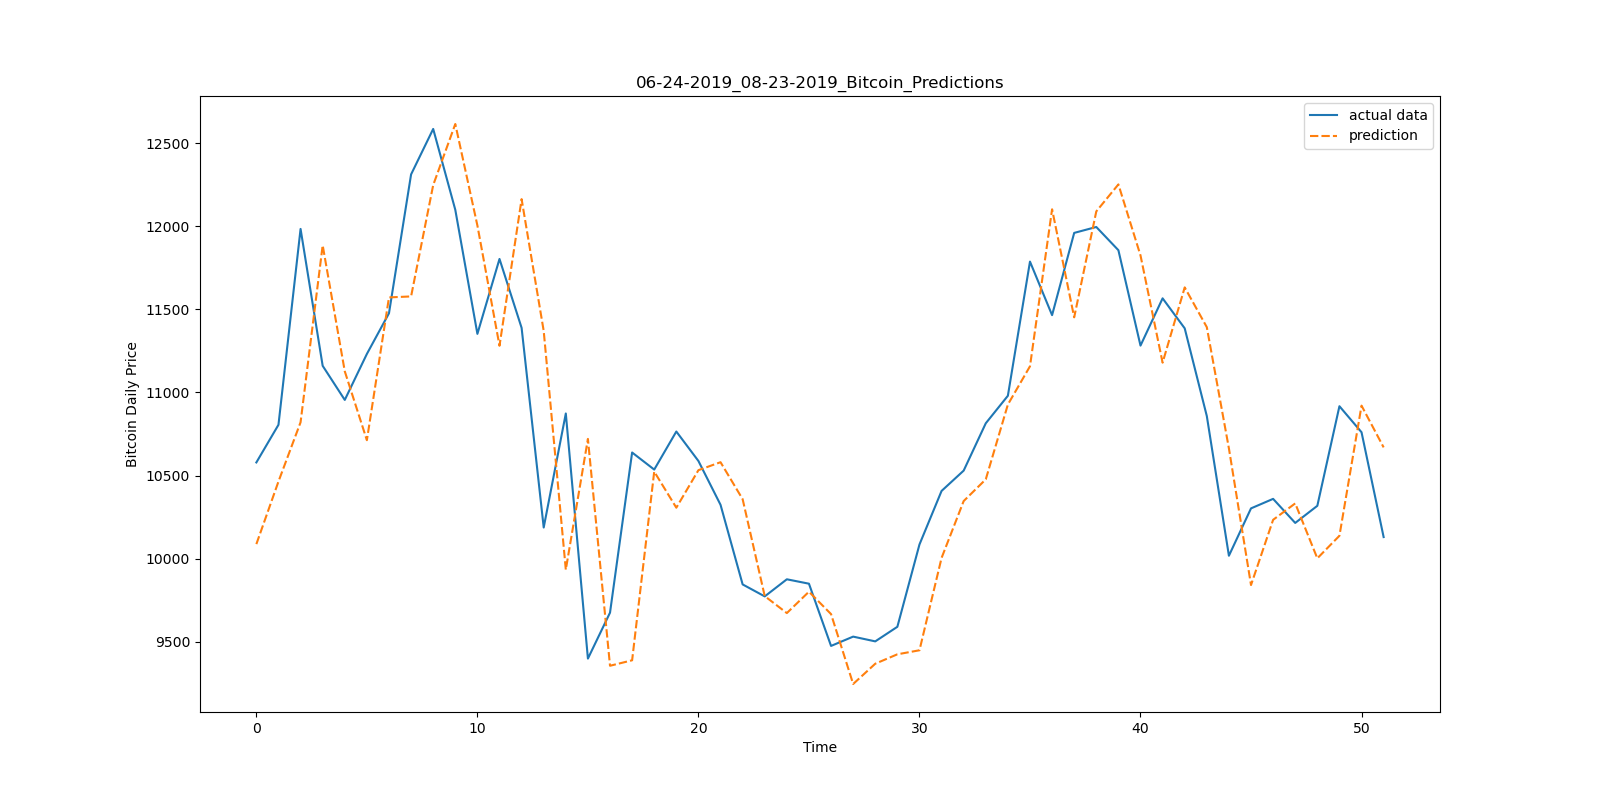 06-24-2019_08-23-2019_Bitcoin_Predictions
actual data
prediction
12500
12000
11500
11000
10500
10000
9500
Bitcoin Daily Price
0 10 20 30 40 50
Time